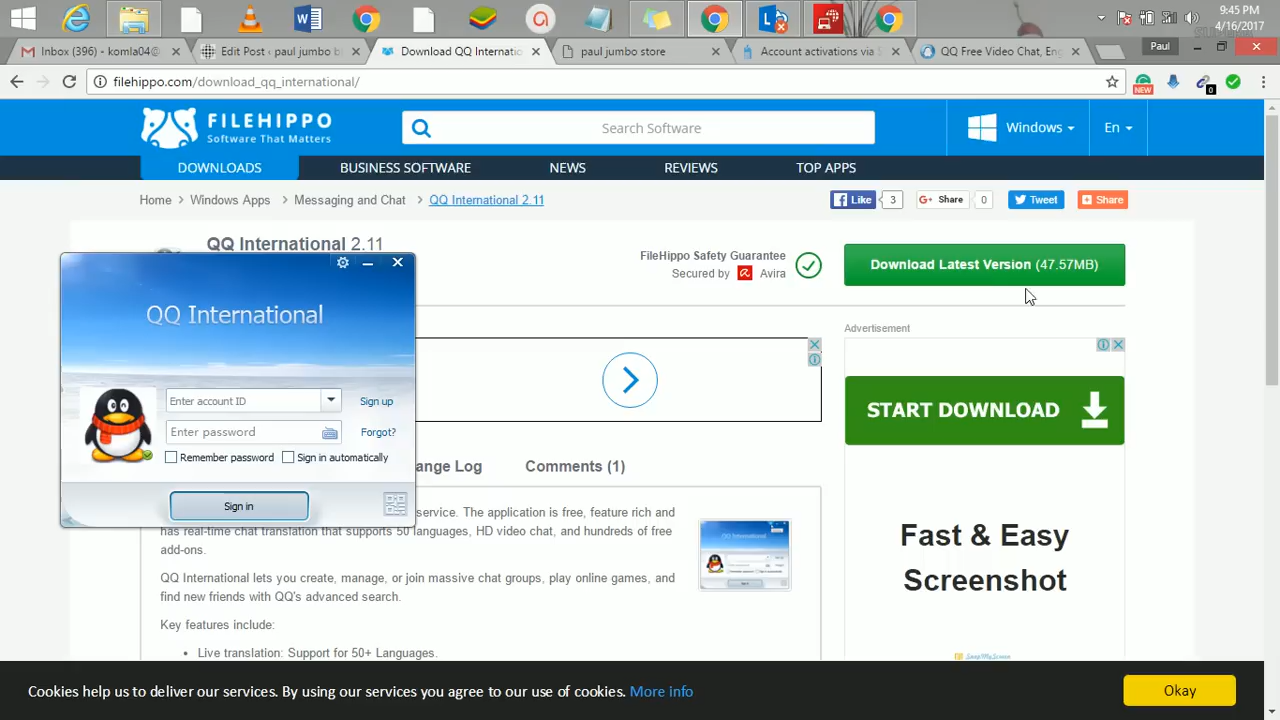 9:45 PM
4/16/2017
Inbox (396) - komla04@
Edit Post ‹ paul jumbo b
Download QQ Internatio
paul jumbo store
Account activations via S
QQ Free Video Chat, En
Paul
filehippo.com/download_qq_international/
NEW
0
FILEHIPPO
Software That Matters
Search Software
Windows
En
DOWNLOADS
BUSINESS SOFTWARE
NEWS
REVIEWS
TOP APPS
Home
Windows Apps
Messaging and Chat
QQ International 2.11
Like
3
Share
0
Tweet
Share
QQ International 2.11
FileHippo Safety Guarantee
Secured by Avira
Download Latest Version (47.57MB)
Advertisement
QQ International
Enter account ID
Sign up
Enter password
Forgot?
Remember password
Sign in automatically
Sign in
START DOWNLOAD
ange Log
Comments (1)
service. The application is free, feature rich and
has real-time chat translation that supports 50 languages, HD video chat, and hundreds of free
add-ons.
QQ International lets you create, manage, or join massive chat groups, play online games, and
find new friends with QQ's advanced search.
Key features include:
Live translation: Support for 50+ Languages.
Fast & Easy
Screenshot
Cookies help us to deliver our services. By using our services you agree to our use of cookies. More info
Okay